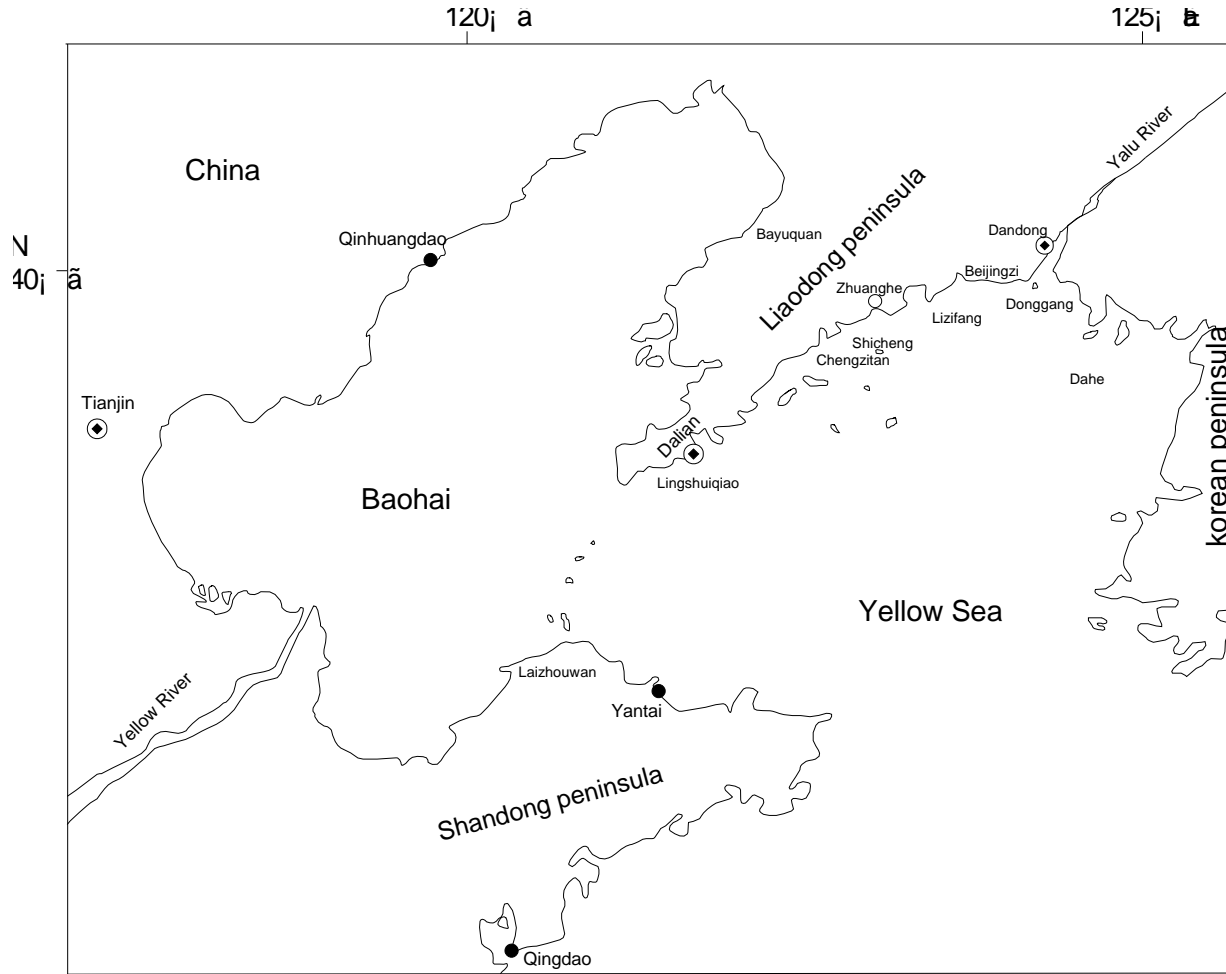 120¡ ã
125¡ ã E
China
Yalu River
Qinhuangdao
Bayuquan
Liaodong peninsula
Dandong
N
40¡ ã
Beijingzi
Zhuanghe
Donggang
Lizifang
Shicheng
Chengzitan
Dahe
korean peninsula
Tianjin
Dalian
Lingshuiqiao
Baohai
Yellow Sea
Laizhouwan
Yantai
Yellow River
Shandong peninsula
Qingdao